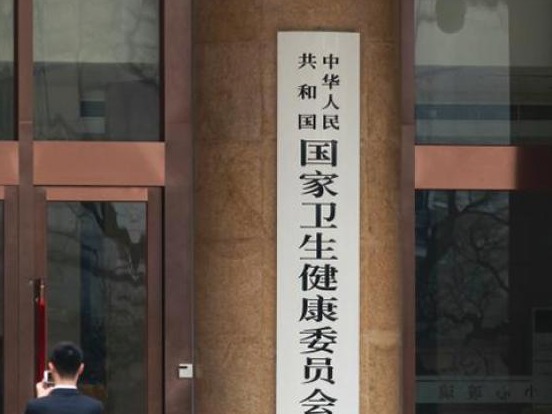 中华人民
共和国
国家卫生健康委员会